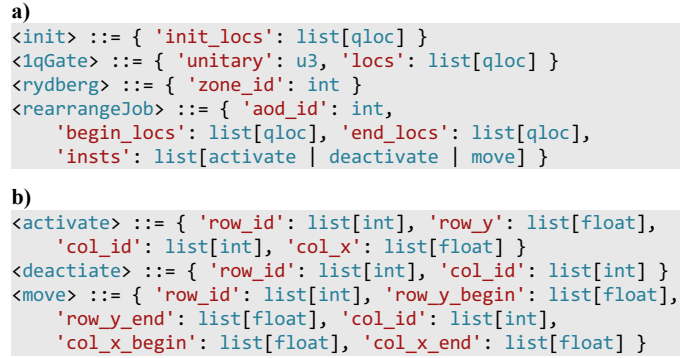 a)
<init> ::= { 'init_locs': list[qloc] }
<1qGate> ::= { 'unitary': u3, 'locs': list[qloc] }
<rydberg> ::= { 'zone_id': int }
<rearrangeJob> ::= { 'aod_id': int,
    'begin_locs': list[qloc], 'end_locs': list[qloc],
    'insts': list[activate | deactivate | move] }
b)
<activate> ::= { 'row_id': list[int], 'row_y': list[float],
    'col_id': list[int], 'col_x': list[float] }
<deactiate> ::= { 'row_id': list[int], 'col_id': list[int] }
<move> ::= { 'row_id': list[int], 'row_y_begin': list[float],
    'row_y_end': list[float], 'col_id': list[int],
    'col_x_begin': list[float], 'col_x_end': list[float] }